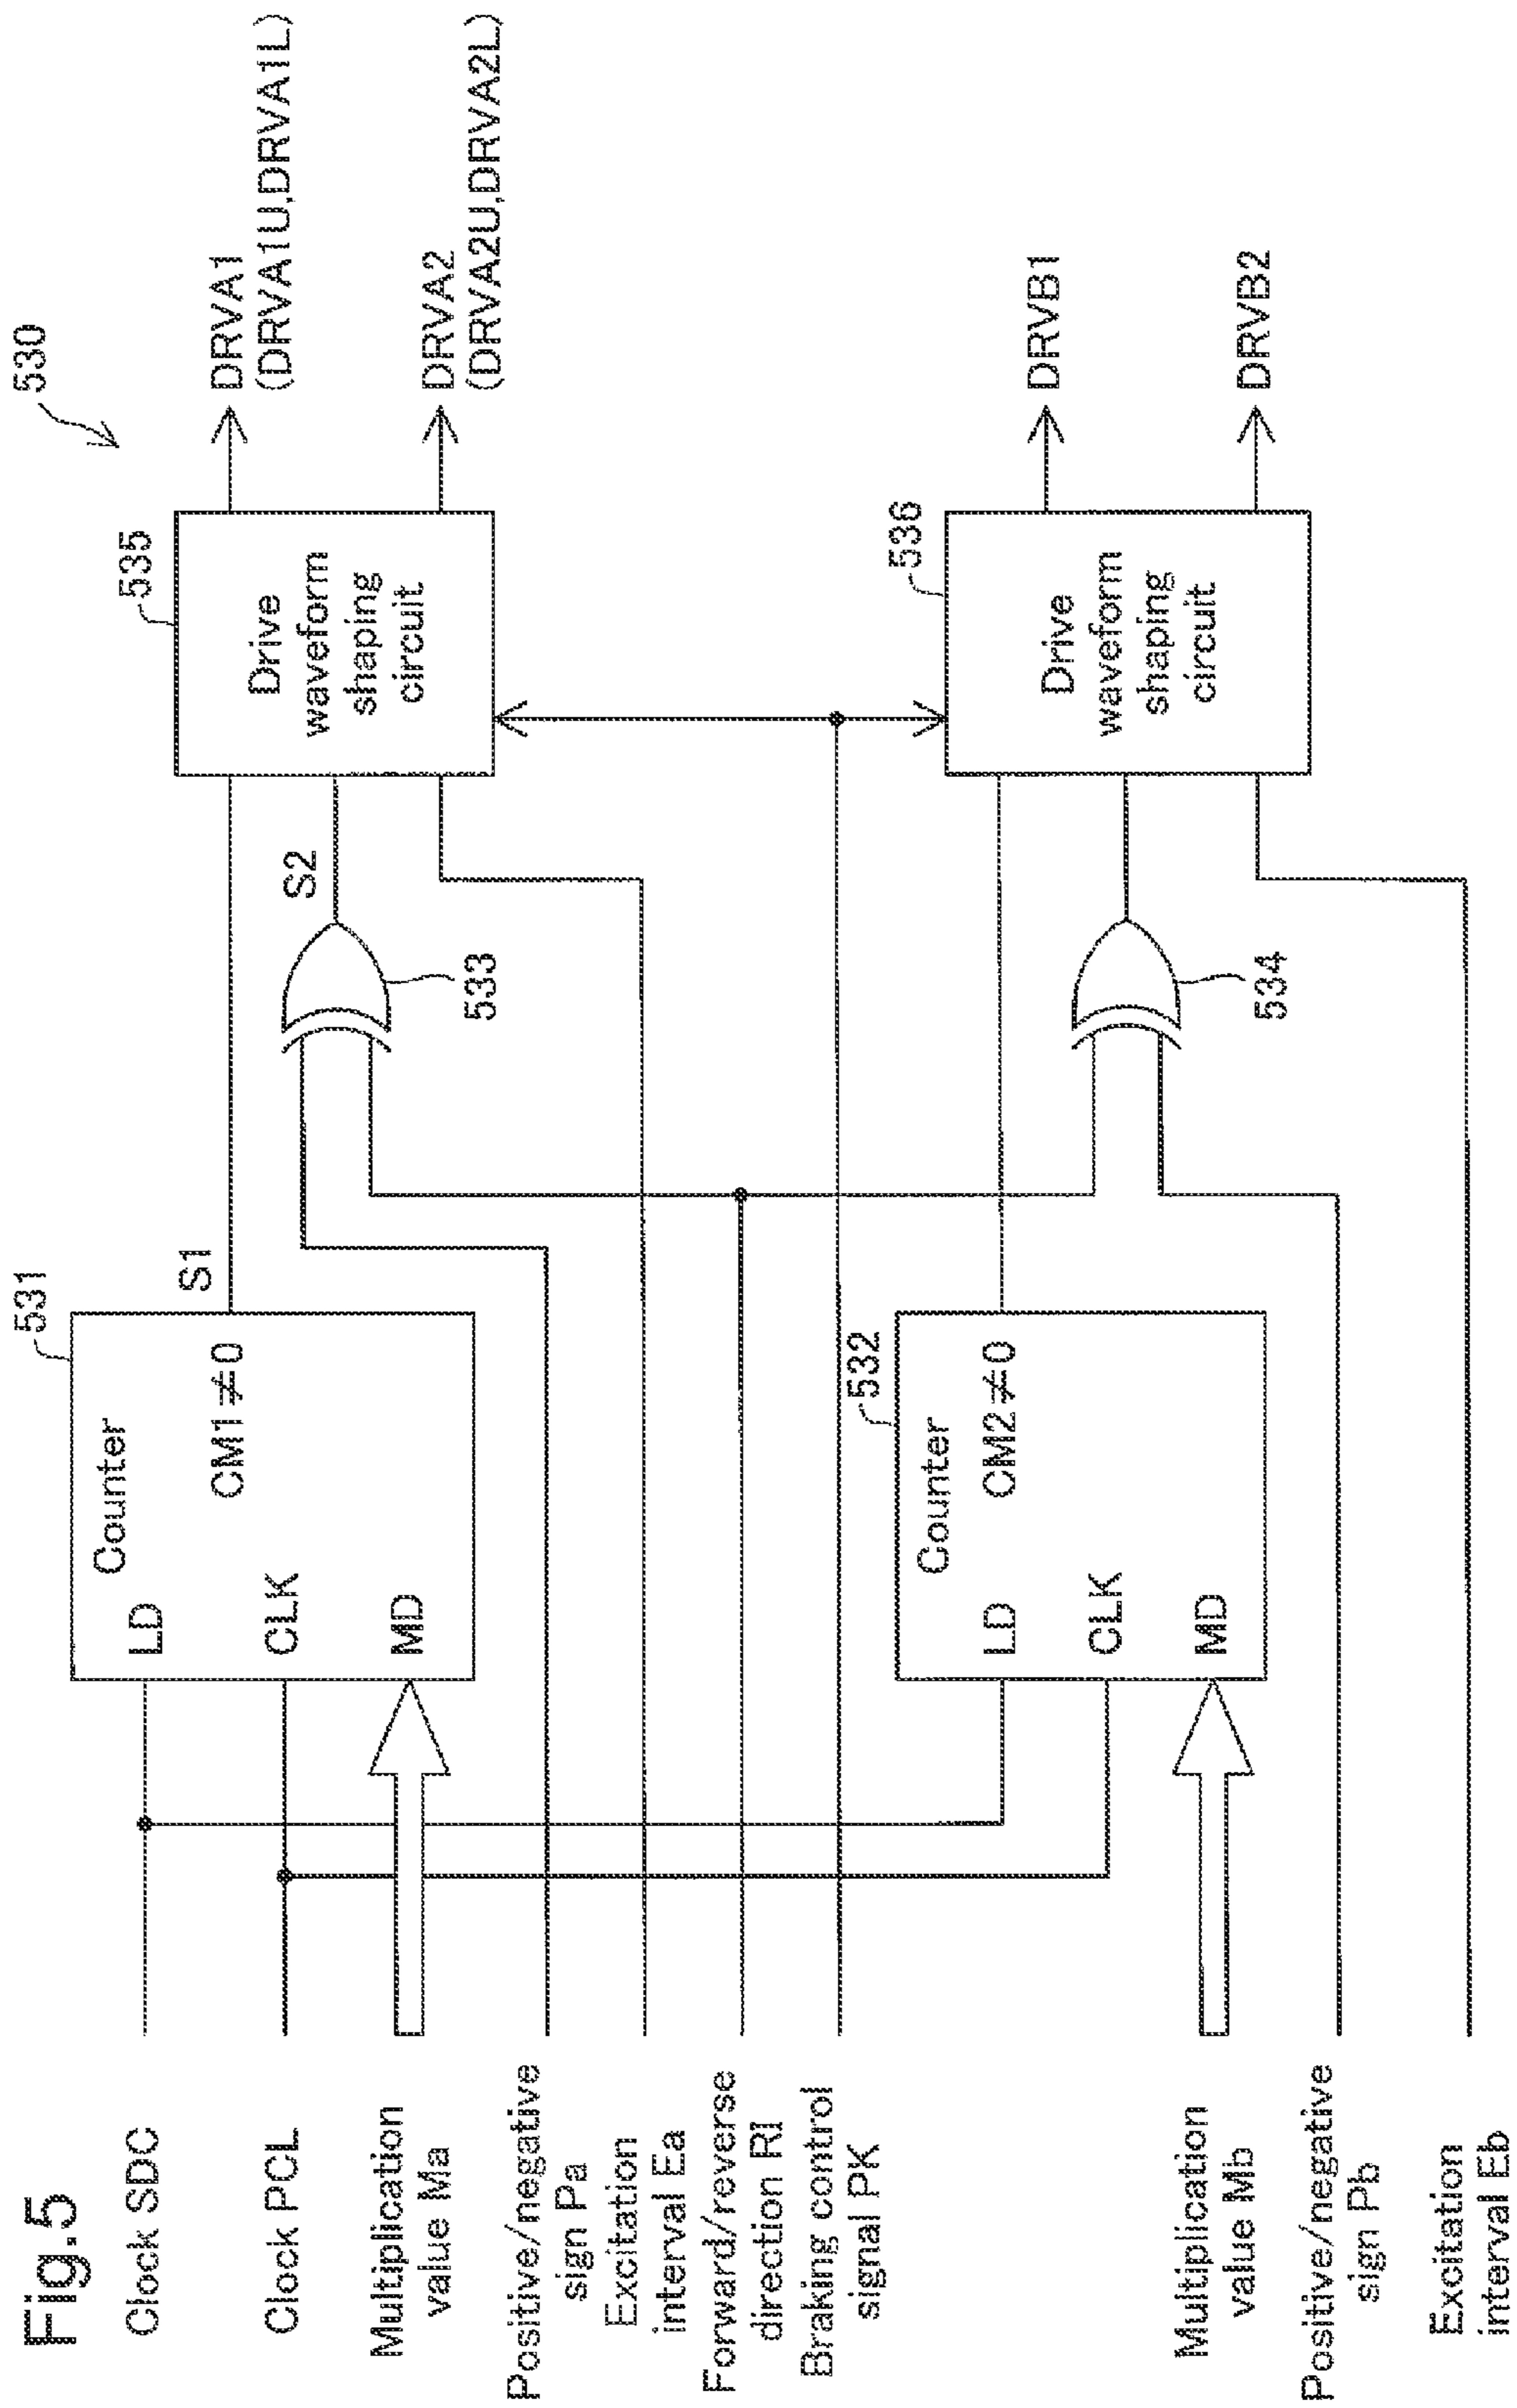 Fig.5
530
Clock SDC
Clock PCL
Multiplication
value Ma
Positive/negative
sign Pa
Excitation
interval Ea
Forward/reverse
direction RI
Braking control
signal PK
Multiplication
value Mb
Positive/negative
sign Pb
Excitation
interval Eb
531
Counter
LD
CLK
MD
CM1≠0
S1
532
Counter
LD
CLK
MD
CM2≠0
S2
533
534
535
Drive
waveform
shaping
circuit
536
Drive
waveform
shaping
circuit
DRVA1
(DRVA1U,DRVA1L)
DRVA2
(DRVA2U,DRVA2L)
DRVB1
DRVB2